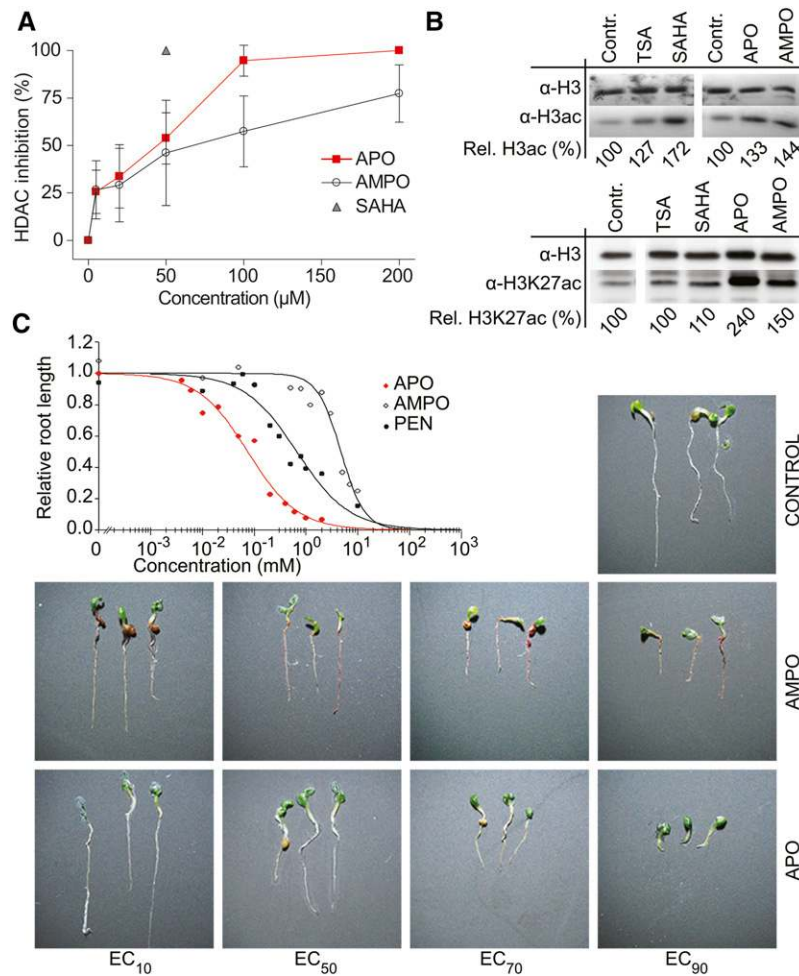 A
HDAC inhibition (%)
100
75
50
25
0
0 50 100 150 200
Concentration (µM)
APO
AMPO
SAHA
B
Contr. TSA SAHA Contr. APO AMPO
α-H3
α-H3ac
Rel. H3ac (%) 100 127 172 100 133 144
Contr. TSA SAHA APO AMPO
α-H3
α-H3K27ac
Rel. H3K27ac (%) 100 100 110 240 150
C
Relative root length
1.2
1.0
0.8
0.6
0.4
0.2
0.0
0 10⁻³ 10⁻² 10⁻¹ 10⁰ 10¹ 10² 10³
Concentration (mM)
APO
AMPO
PEN
CONTROL
AMPO
APO
EC₁₀ EC₅₀ EC₇₀ EC₉₀